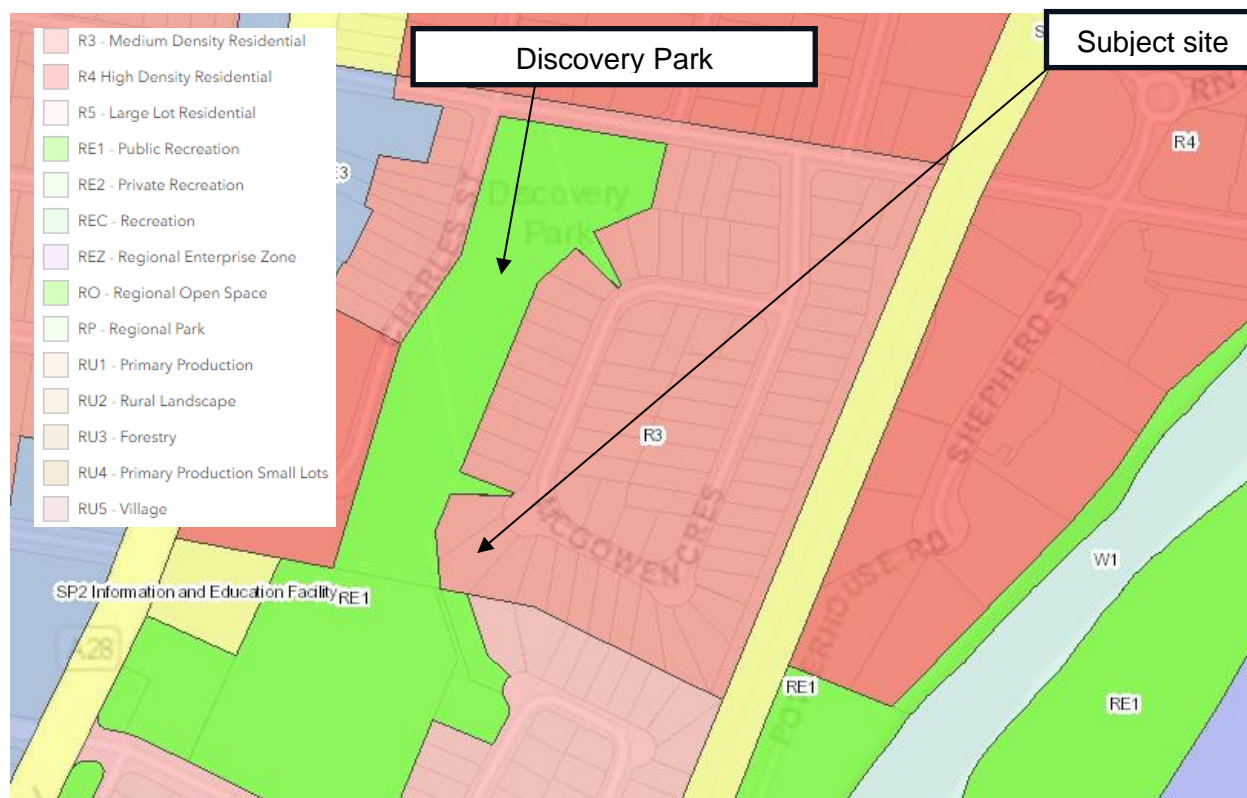 R3 - Medium Density Residential
R4 High Density Residential
R5 - Large Lot Residential
RE1 - Public Recreation
RE2 - Private Recreation
REC - Recreation
REZ - Regional Enterprise Zone
RO - Regional Open Space
RP - Regional Park
RU1 - Primary Production
RU2 - Rural Landscape
RU3 - Forestry
RU4 - Primary Production Small Lots
RU5 - Village
Discovery Park
Subject site
R4
Discovery
Park
CHARLES ST
R3
SHEPHERD ST
MCGOWEN CRES
POWERHOUSE RD
W1
SP2 Information and Education Facility
RE1
A28
RE1
RE1